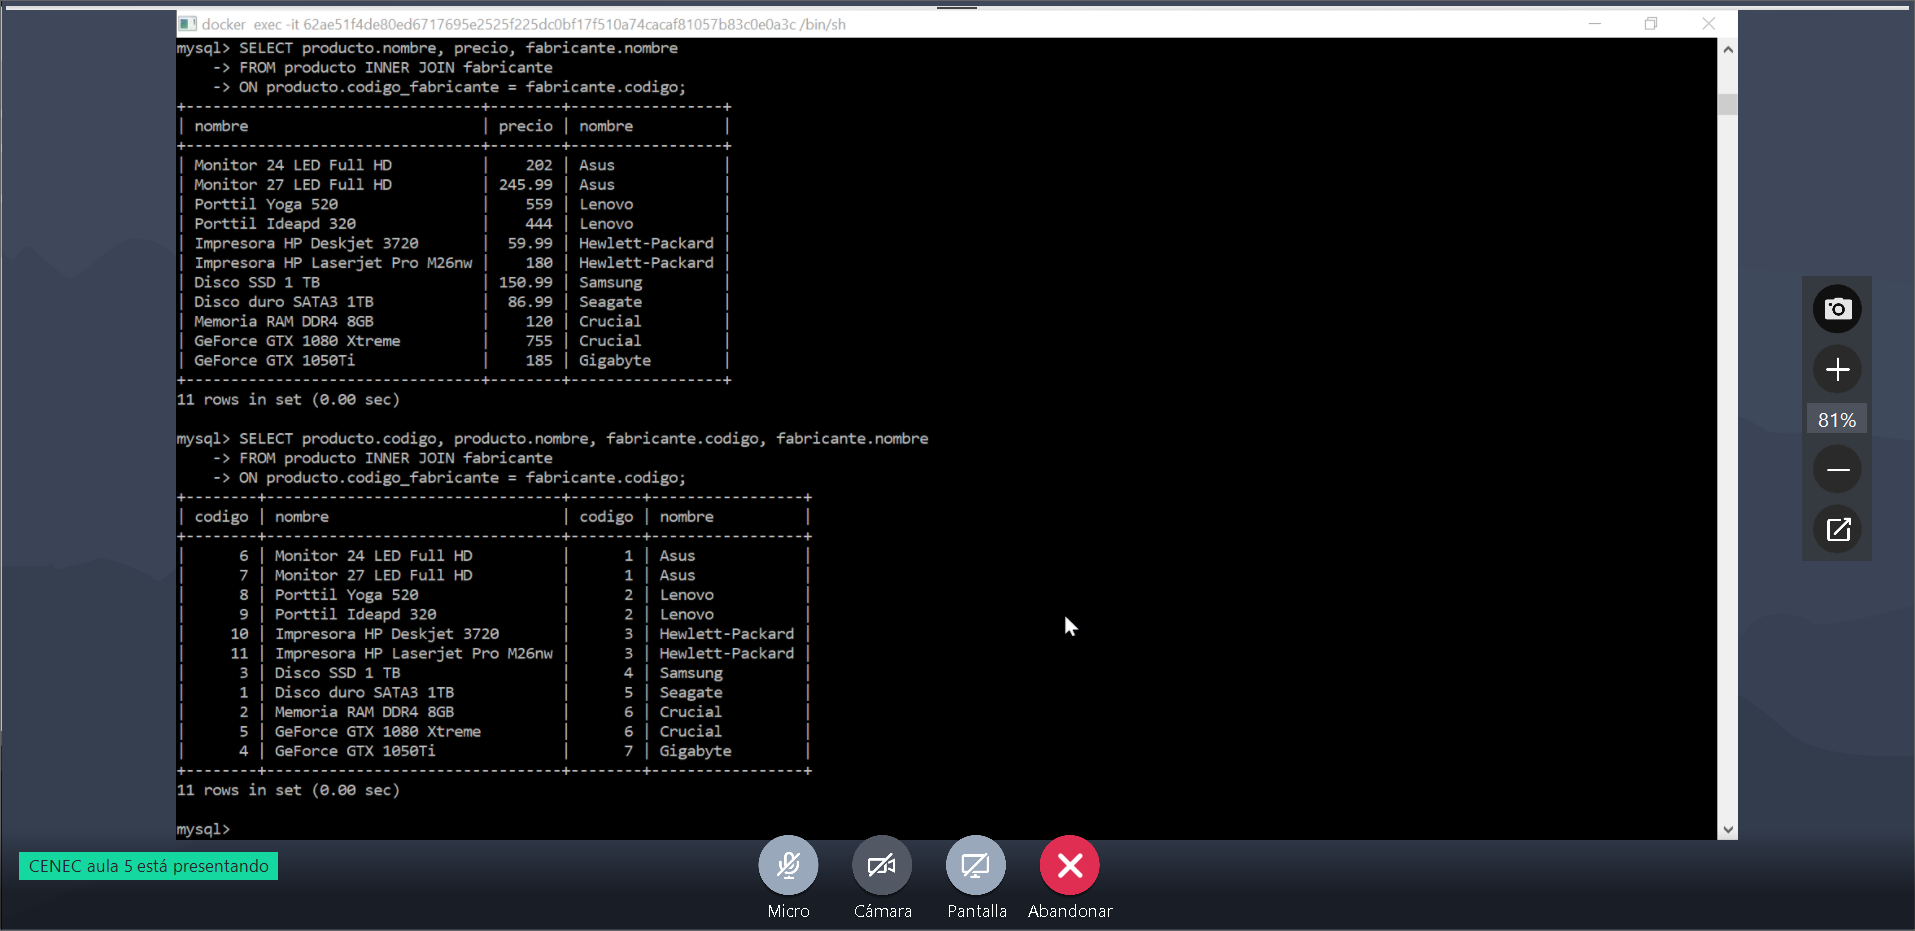 docker exec -it 62ae51f4de80ed6717695e2525f225dc0bf17f510a74cacaf81057b83c0e0a3c /bin/sh
mysql> SELECT producto.nombre, precio, fabricante.nombre
    -> FROM producto INNER JOIN fabricante
    -> ON producto.codigo_fabricante = fabricante.codigo;
+---------------------------------+--------+-----------------+
| nombre                          | precio | nombre          |
+---------------------------------+--------+-----------------+
| Monitor 24 LED Full HD          |    202 | Asus            |
| Monitor 27 LED Full HD          | 245.99 | Asus            |
| Porttil Yoga 520                |    559 | Lenovo          |
| Porttil Ideapd 320              |    444 | Lenovo          |
| Impresora HP Deskjet 3720       |  59.99 | Hewlett-Packard |
| Impresora HP Laserjet Pro M26nw |    180 | Hewlett-Packard |
| Disco SSD 1 TB                  | 150.99 | Samsung         |
| Disco duro SATA3 1TB            |  86.99 | Seagate         |
| Memoria RAM DDR4 8GB            |    120 | Crucial         |
| GeForce GTX 1080 Xtreme         |    755 | Crucial         |
| GeForce GTX 1050Ti              |    185 | Gigabyte        |
+---------------------------------+--------+-----------------+
11 rows in set (0.00 sec)
mysql> SELECT producto.codigo, producto.nombre, fabricante.codigo, fabricante.nombre
    -> FROM producto INNER JOIN fabricante
    -> ON producto.codigo_fabricante = fabricante.codigo;
+--------+---------------------------------+--------+-----------------+
| codigo | nombre                          | codigo | nombre          |
+--------+---------------------------------+--------+-----------------+
|      6 | Monitor 24 LED Full HD          |      1 | Asus            |
|      7 | Monitor 27 LED Full HD          |      1 | Asus            |
|      8 | Porttil Yoga 520                |      2 | Lenovo          |
|      9 | Porttil Ideapd 320              |      2 | Lenovo          |
|     10 | Impresora HP Deskjet 3720       |      3 | Hewlett-Packard |
|     11 | Impresora HP Laserjet Pro M26nw |      3 | Hewlett-Packard |
|      3 | Disco SSD 1 TB                  |      4 | Samsung         |
|      1 | Disco duro SATA3 1TB            |      5 | Seagate         |
|      2 | Memoria RAM DDR4 8GB            |      6 | Crucial         |
|      5 | GeForce GTX 1080 Xtreme         |      6 | Crucial         |
|      4 | GeForce GTX 1050Ti              |      7 | Gigabyte        |
+--------+---------------------------------+--------+-----------------+
11 rows in set (0.00 sec)
mysql>
81%
CENEC aula 5 está presentando
Micro Cámara Pantalla Abandonar